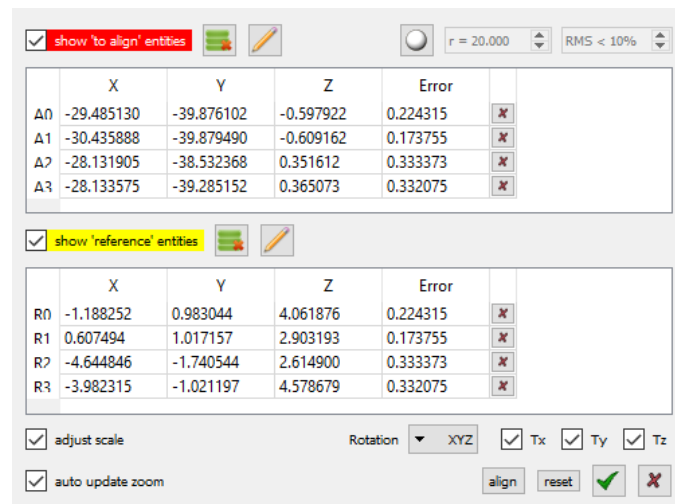 show 'to align' entities r = 20.000 RMS < 10%
X Y Z Error
A0 -29.485130 -39.876102 -0.597922 0.224315
A1 -30.435888 -39.879490 -0.609162 0.173755
A2 -28.131905 -38.532368 0.351612 0.333373
A3 -28.133575 -39.285152 0.365073 0.332075
show 'reference' entities
X Y Z Error
R0 -1.188252 0.983044 4.061876 0.224315
R1 0.607494 1.017157 2.903193 0.173755
R2 -4.644846 -1.740544 2.614900 0.333373
R3 -3.982315 -1.021197 4.578679 0.332075
adjust scale Rotation XYZ Tx Ty Tz
auto update zoom align reset